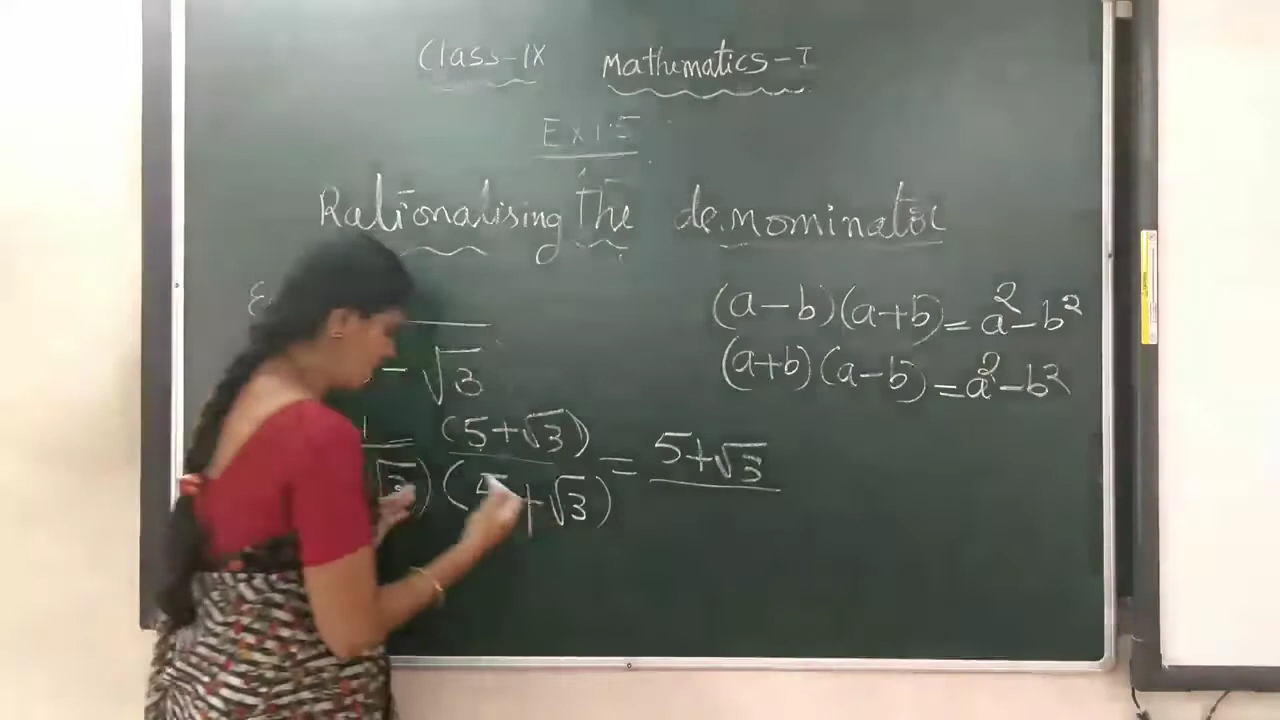 Class-IX Mathematics-I
Ex 1.5
Rationalising The denominator
(a-b)(a+b) = a²-b²
- √3
(a+b)(a-b) = a²-b²
1 (5+√3) = 5+√3
√3) (5+√3)